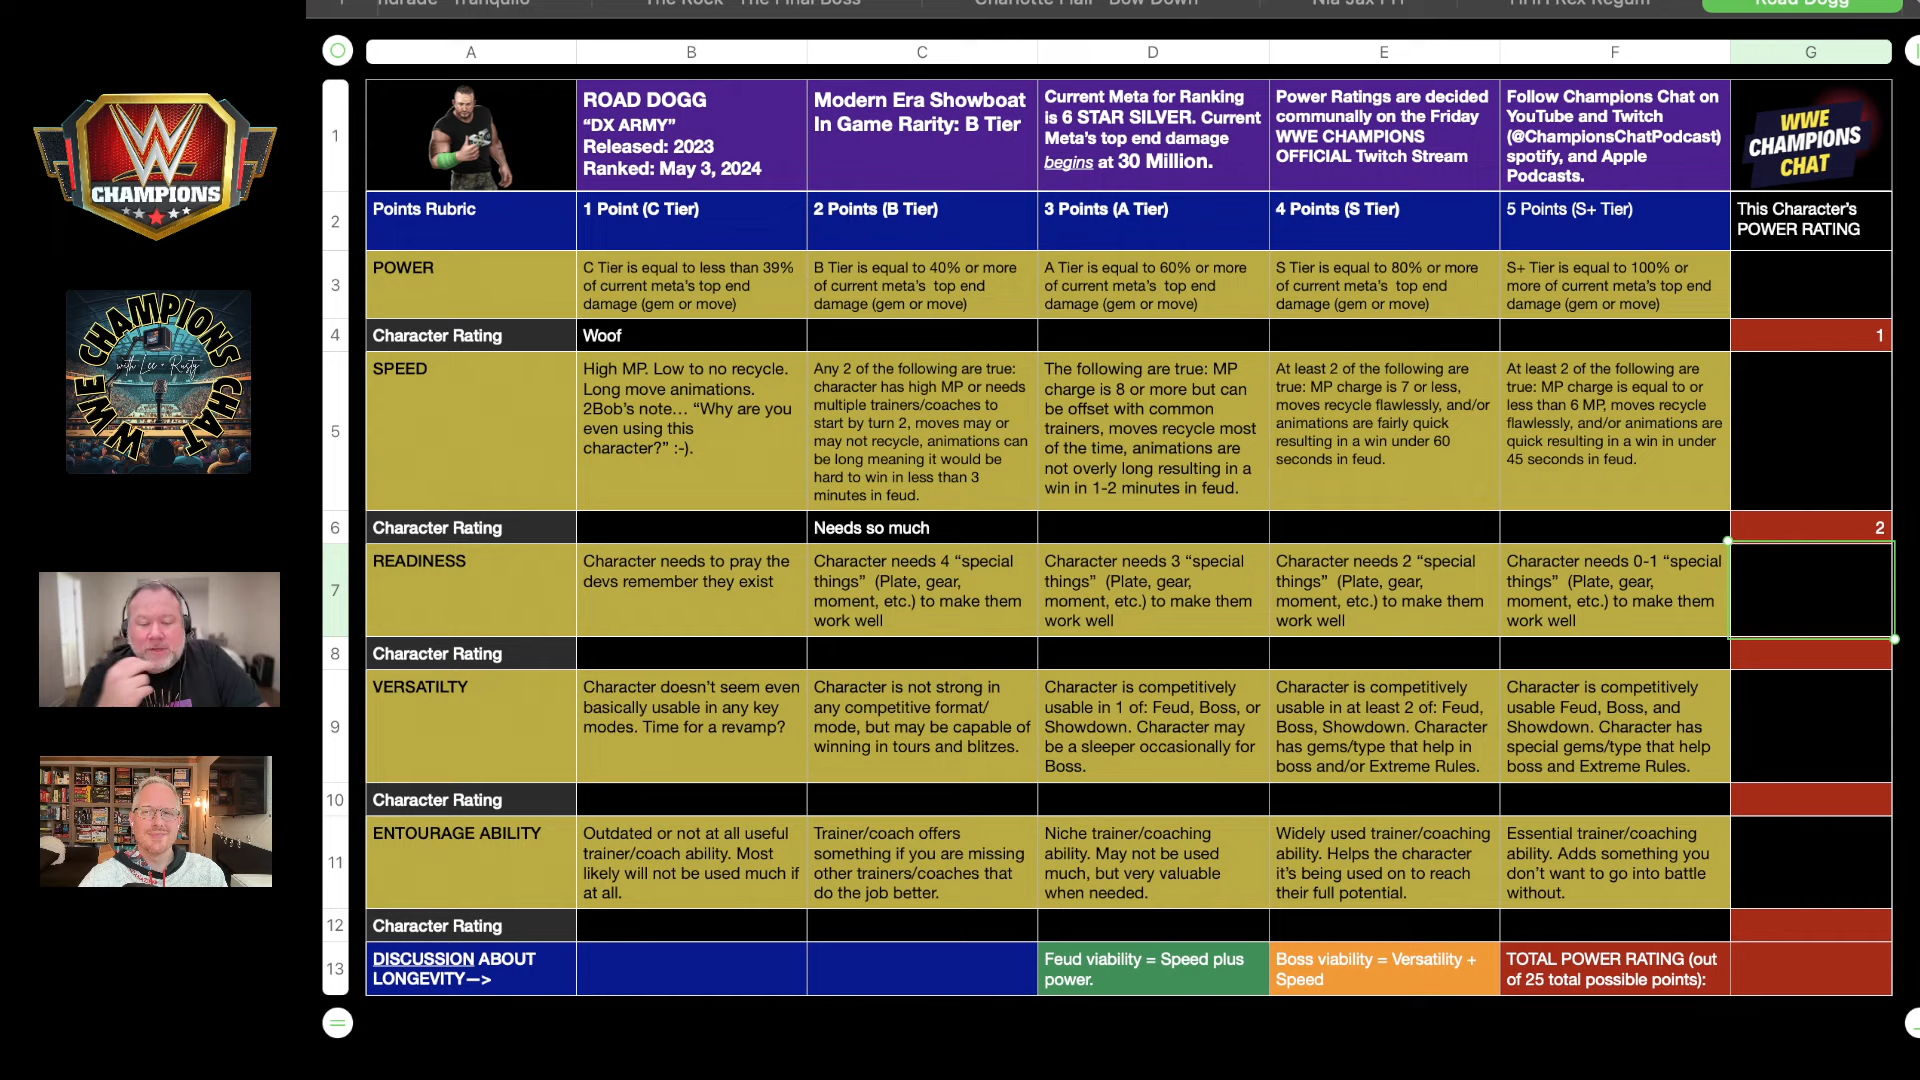 Tranquilo
The Rock
The Final Boss
Charlotte Flair
Bow Down
Nia Jax PH
HHH Rex Regum
Road Dogg
A
B
C
D
E
F
G
1
ROAD DOGG
“DX ARMY”
Released: 2023
Ranked: May 3, 2024
Modern Era Showboat
In Game Rarity: B Tier
Current Meta for Ranking
is 6 STAR SILVER. Current
Meta’s top end damage
begins at 30 Million.
Power Ratings are decided
communally on the Friday
WWE CHAMPIONS
OFFICIAL Twitch Stream
Follow Champions Chat on
YouTube and Twitch
(@ChampionsChatPodcast)
spotify, and Apple
Podcasts.
WWE
CHAMPIONS
CHAT
2
Points Rubric
1 Point (C Tier)
2 Points (B Tier)
3 Points (A Tier)
4 Points (S Tier)
5 Points (S+ Tier)
This Character’s
POWER RATING
3
POWER
C Tier is equal to less than 39%
of current meta’s top end
damage (gem or move)
B Tier is equal to 40% or more
of current meta’s top end
damage (gem or move)
A Tier is equal to 60% or more
of current meta’s top end
damage (gem or move)
S Tier is equal to 80% or more
of current meta’s top end
damage (gem or move)
S+ Tier is equal to 100% or
more of current meta’s top end
damage (gem or move)
4
Character Rating
Woof
1
5
SPEED
High MP. Low to no recycle.
Long move animations.
2Bob’s note… “Why are you
even using this
character?” :-).
Any 2 of the following are true:
character has high MP or needs
multiple trainers/coaches to
start by turn 2, moves may or
may not recycle, animations can
be long meaning it would be
hard to win in less than 3
minutes in feud.
The following are true: MP
charge is 8 or more but can
be offset with common
trainers, moves recycle most
of the time, animations are
not overly long resulting in a
win in 1-2 minutes in feud.
At least 2 of the following are
true: MP charge is 7 or less,
moves recycle flawlessly, and/or
animations are fairly quick
resulting in a win under 60
seconds in feud.
At least 2 of the following are
true: MP charge is equal to or
less than 6 MP, moves recycle
flawlessly, and/or animations are
quick resulting in a win in under
45 seconds in feud.
6
Character Rating
Needs so much
2
7
READINESS
Character needs to pray the
devs remember they exist
Character needs 4 “special
things” (Plate, gear,
moment, etc.) to make them
work well
Character needs 3 “special
things” (Plate, gear,
moment, etc.) to make them
work well
Character needs 2 “special
things” (Plate, gear,
moment, etc.) to make them
work well
Character needs 0-1 “special
things” (Plate, gear,
moment, etc.) to make them
work well
8
Character Rating
9
VERSATILTY
Character doesn’t seem even
basically usable in any key
modes. Time for a revamp?
Character is not strong in
any competitive format/
mode, but may be capable of
winning in tours and blitzes.
Character is competitively
usable in 1 of: Feud, Boss, or
Showdown. Character may
be a sleeper occasionally for
Boss.
Character is competitively
usable in at least 2 of: Feud,
Boss, Showdown. Character
has gems/type that help in
boss and/or Extreme Rules.
Character is competitively
usable Feud, Boss, and
Showdown. Character has
special gems/type that help
boss and Extreme Rules.
10
Character Rating
11
ENTOURAGE ABILITY
Outdated or not at all useful
trainer/coach ability. Most
likely will not be used much if
at all.
Trainer/coach offers
something if you are missing
other trainers/coaches that
do the job better.
Niche trainer/coaching
ability. May not be used
much, but very valuable
when needed.
Widely used trainer/coaching
ability. Helps the character
it’s being used on to reach
their full potential.
Essential trainer/coaching
ability. Adds something you
don’t want to go into battle
without.
12
Character Rating
13
DISCUSSION ABOUT
LONGEVITY—>
Feud viability = Speed plus
power.
Boss viability = Versatility +
Speed
TOTAL POWER RATING (out
of 25 total possible points):
CHAMPIONS
WWE CHAMPIONS CHAT
with Lee + Rusty